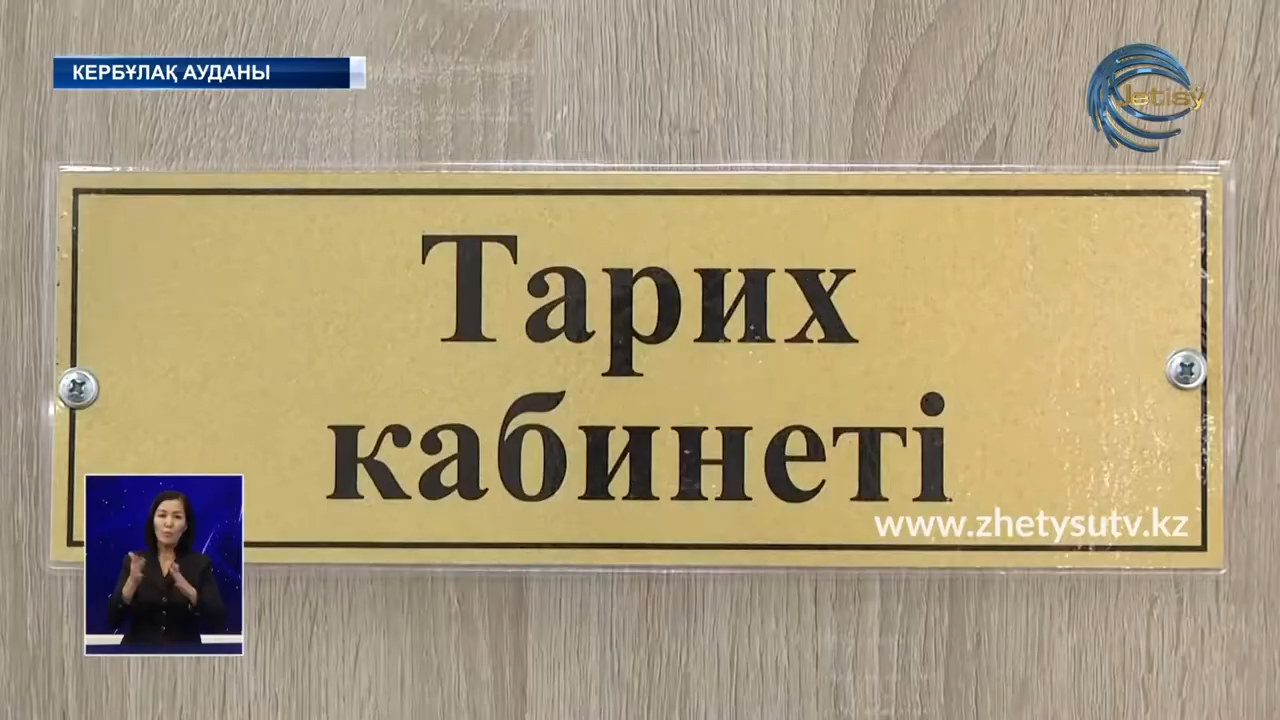 КЕРБҰЛАҚ АУДАНЫ
Jetisý
Тарих
кабинеті
www.zhetysutv.kz